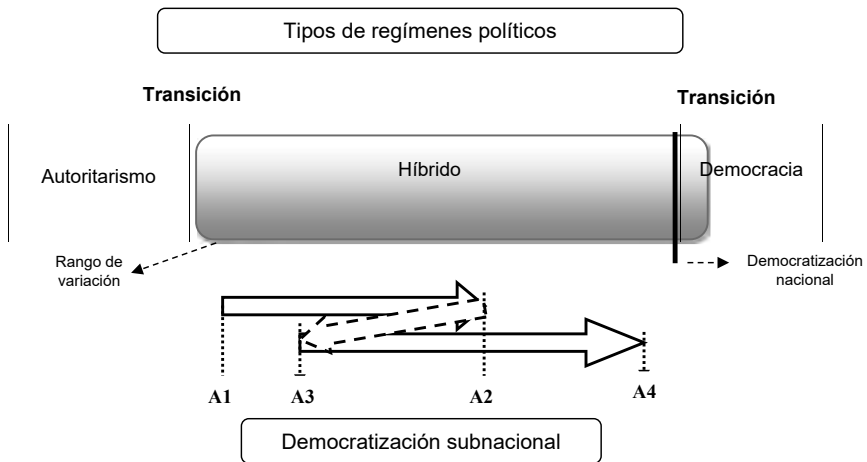 Tipos de regímenes políticos
Transición
Transición
Autoritarismo
Híbrido
Democracia
Rango de
variación
Democratización
nacional
A1
A3
A2
A4
Democratización subnacional